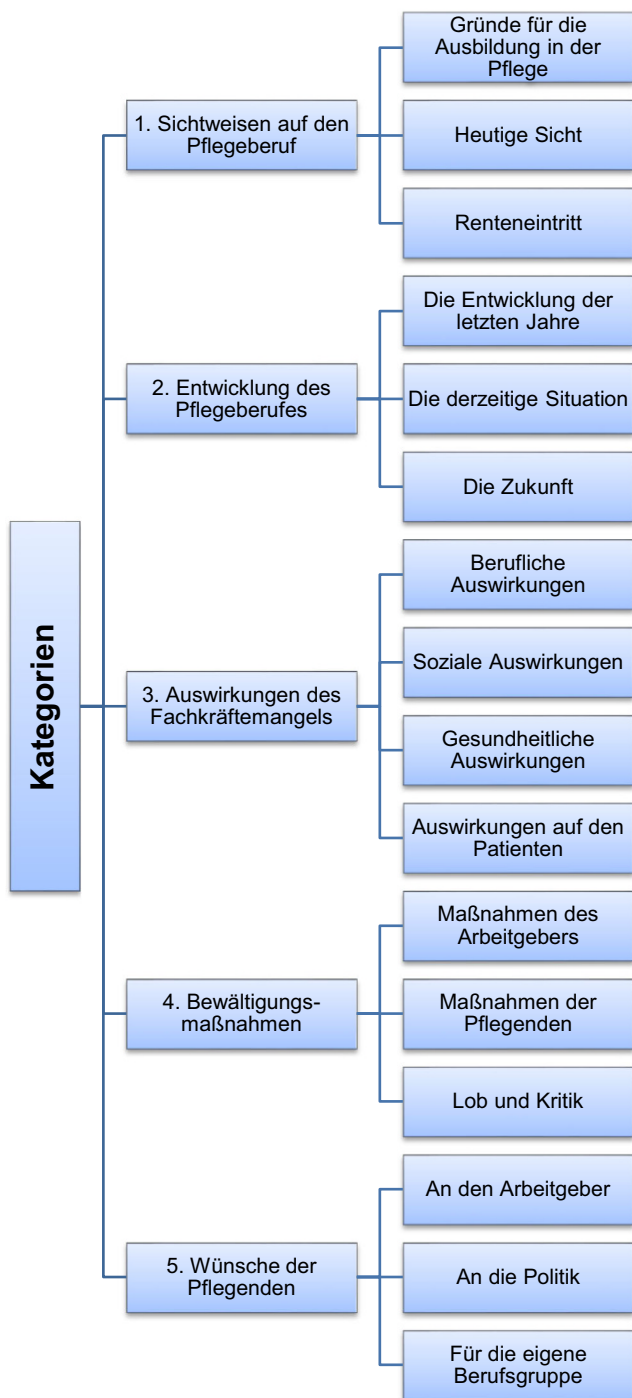 Kategorien
1. Sichtweisen auf den
Pflegeberuf
Gründe für die
Ausbildung in der
Pflege
Heutige Sicht
Renteneintritt
2. Entwicklung des
Pflegeberufes
Die Entwicklung der
letzten Jahre
Die derzeitige Situation
Die Zukunft
3. Auswirkungen des
Fachkräftemangels
Berufliche
Auswirkungen
Soziale Auswirkungen
Gesundheitliche
Auswirkungen
Auswirkungen auf den
Patienten
4. Bewältigungs-
maßnahmen
Maßnahmen des
Arbeitgebers
Maßnahmen der
Pflegenden
Lob und Kritik
5. Wünsche der
Pflegenden
An den Arbeitgeber
An die Politik
Für die eigene
Berufsgruppe